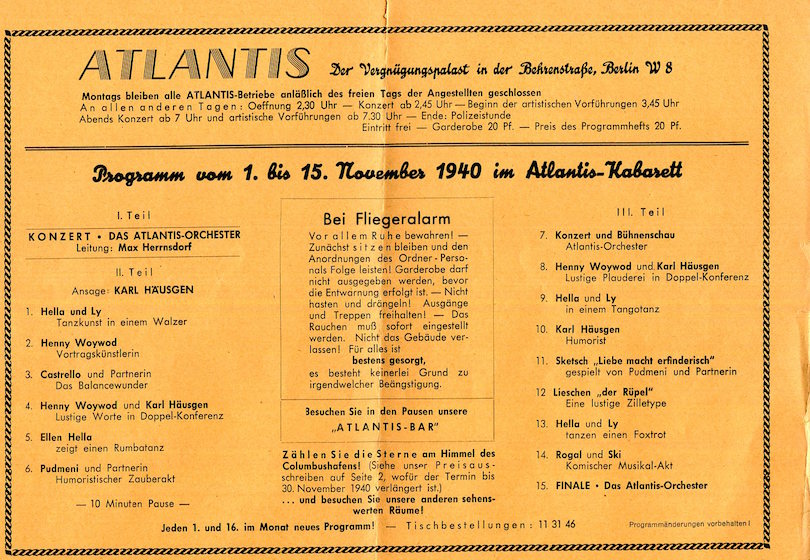 ATLANTIS Der Vergnügungspalast in der Behrenstraße, Berlin W 8
Montags bleiben alle ATLANTIS-Betriebe anläßlich des freien Tags der Angestellten geschlossen
An allen anderen Tagen: Oeffnung 2,30 Uhr — Konzert ab 2,45 Uhr — Beginn der artistischen Vorführungen 3,45 Uhr
Abends Konzert ab 7 Uhr und artistische Vorführungen ab 7.30 Uhr — Ende: Polizeistunde
Eintritt frei — Garderobe 20 Pf. — Preis des Programmhefts 20 Pf.
Programm vom 1. bis 15. November 1940 im Atlantis-Kabarett
I. Teil
KONZERT • DAS ATLANTIS-ORCHESTER
Leitung: Max Herrnsdorf
II. Teil
Ansage: KARL HÄUSGEN
1. Hella und Ly
Tanzkunst in einem Walzer
2. Henny Woywod
Vortragskünstlerin
3. Castrello und Partnerin
Das Balancewunder
4. Henny Woywod und Karl Häusgen
Lustige Worte in Doppel-Konferenz
5. Ellen Hella
zeigt einen Rumbatanz
6. Pudmeni und Partnerin
Humoristischer Zauberakt
— 10 Minuten Pause —
Bei Fliegeralarm
Vor allem Ruhe bewahren! —
Zunächst sitzen bleiben und den
Anordnungen des Ordner-Perso-
nals Folge leisten! Garderobe darf
nicht ausgegeben werden, bevor
die Entwarnung erfolgt ist. — Nicht
hasten und drängeln! Ausgänge
und Treppen freihalten! — Das
Rauchen muß sofort eingestellt
werden. Nicht das Gebäude ver-
lassen! Für alles ist
bestens gesorgt,
es besteht keinerlei Grund zu
irgendwelcher Beängstigung.
Besuchen Sie in den Pausen unsere
„ATLANTIS-BAR"
Zählen Sie die Sterne am Himmel des
Columbushafens! (Siehe unser Preisaus-
schreiben auf Seite 2, wofür der Termin bis
30. November 1940 verlängert ist.)
... und besuchen Sie unsere anderen sehens-
werten Räume!
III. Teil
7. Konzert und Bühnenschau
Atlantis-Orchester
8. Henny Woywod und Karl Häusgen
Lustige Plauderei in Doppel-Konferenz
9. Hella und Ly
in einem Tangotanz
10. Karl Häusgen
Humorist
11. Sketsch „Liebe macht erfinderisch"
gespielt von Pudmeni und Partnerin
12 Lieschen „der Rüpel"
Eine lustige Zilletype
13. Hella und Ly
tanzen einen Foxtrot
14. Rogal und Ski
Komischer Musikal-Akt
15. FINALE • Das Atlantis-Orchester
Jeden 1. und 16. im Monat neues Programm! — Tischbestellungen: 11 31 46
Programmänderungen vorbehalten!